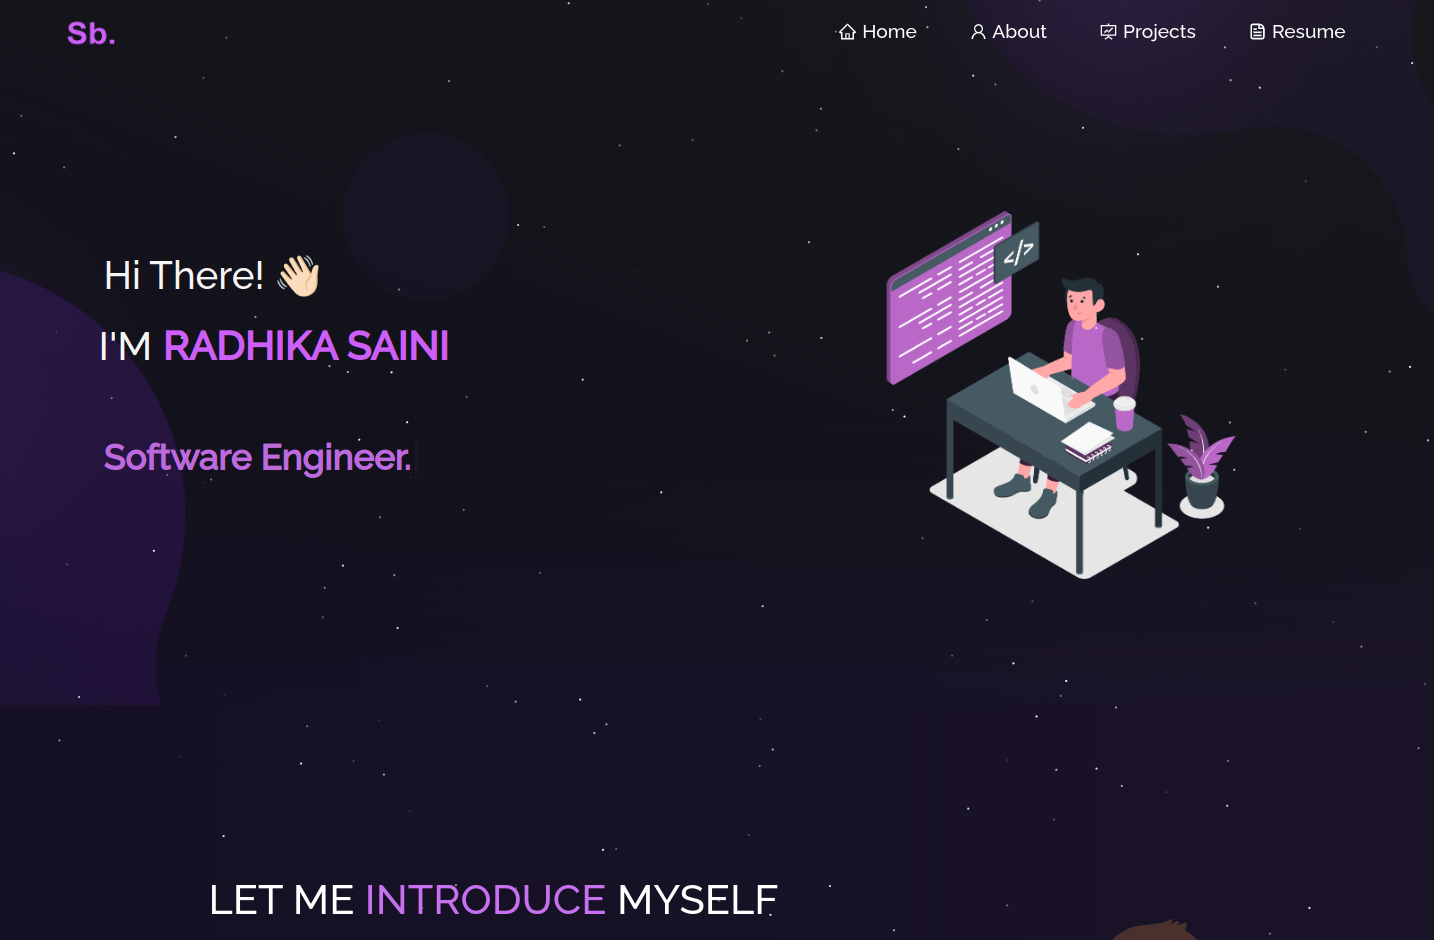 Sb.
Home
About
Projects
Resume
Hi There! 👋🏻
I'M RADHIKA SAINI
</>
Software Engineer.
LET ME INTRODUCE MYSELF